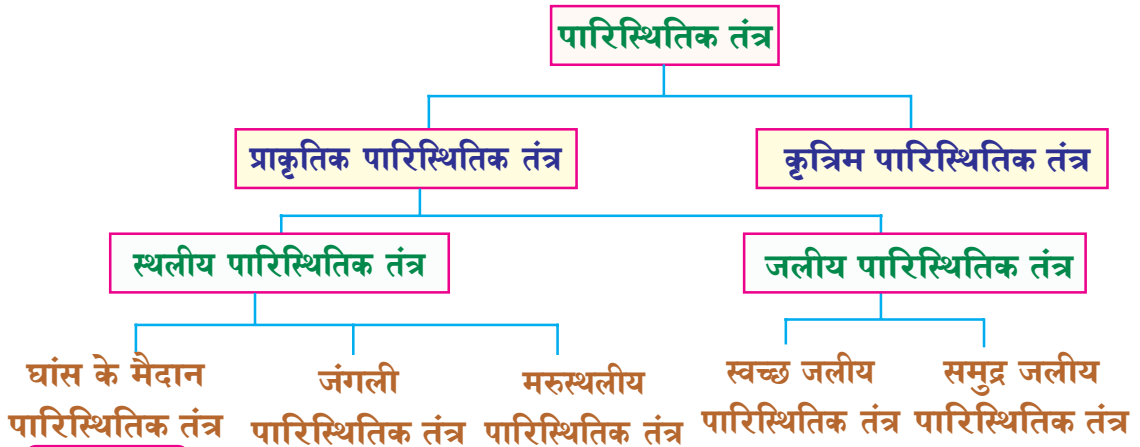 पारिस्थितिक तंत्र
प्राकृतिक पारिस्थितिक तंत्र
कृत्रिम पारिस्थितिक तंत्र
स्थलीय पारिस्थितिक तंत्र
जलीय पारिस्थितिक तंत्र
घांस के मैदान
पारिस्थितिक तंत्र
जंगली
पारिस्थितिक तंत्र
मरुस्थलीय
पारिस्थितिक तंत्र
स्वच्छ जलीय
पारिस्थितिक तंत्र
समुद्र जलीय
पारिस्थितिक तंत्र